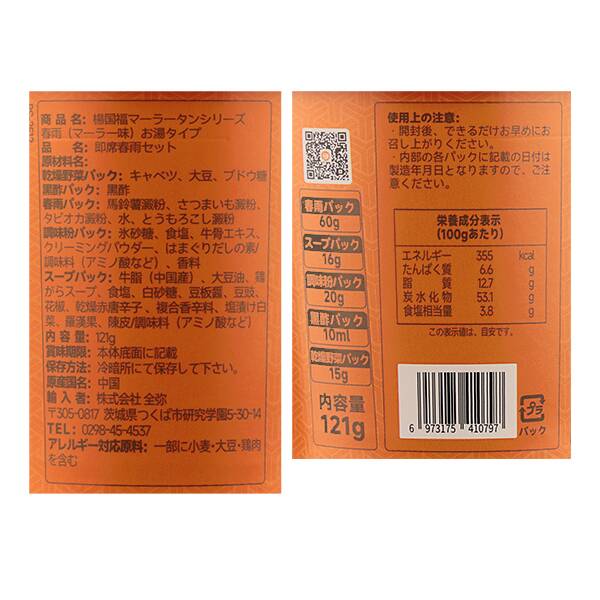 商品名：楊国福マーラータンシリーズ
春雨（マーラー味）お湯タイプ
品名：即席春雨セット
原材料名：
乾燥野菜パック：キャベツ、大豆、ブドウ糖
黒酢パック：黒酢
春雨パック：馬鈴薯澱粉、さつまいも澱粉、
タピオカ澱粉、水、とうもろこし澱粉
調味粉パック：氷砂糖、食塩、牛骨エキス、
クリーミングパウダー、はまぐりだしの素/
調味料（アミノ酸など）、香料
スープパック：牛脂（中国産）、大豆油、鶏
がらスープ、食塩、白砂糖、豆板醤、豆豉、
花椒、乾燥赤唐辛子、複合香辛料、塩漬け白
菜、羅漢果、陳皮/調味料（アミノ酸など）
内容量：121g
賞味期限：本体底面に記載
保存方法：冷暗所にて保存して下さい。
原産国名：中国
輸入者：株式会社 全弥
〒305-0817 茨城県つくば市研究学園5-30-14
TEL：0298-45-4537
アレルギー対応原料：一部に小麦・大豆・鶏肉
を含む
春雨パック
60g
スープパック
16g
調味粉パック
20g
黒酢パック
10ml
乾燥野菜パック
15g
内容量
121g
使用上の注意：
・開封後、できるだけお早めにお
召し上がりください。
・内部の各パックに記載の日付は
製造年月日となりますので、ご注
意ください。
栄養成分表示
(100gあたり)
エネルギー 355 kcal
たんぱく質 6.6 g
脂質 12.7 g
炭水化物 53.1 g
食塩相当量 3.8 g
この表示値は、目安です。
6 973175 410797
プラ
パック